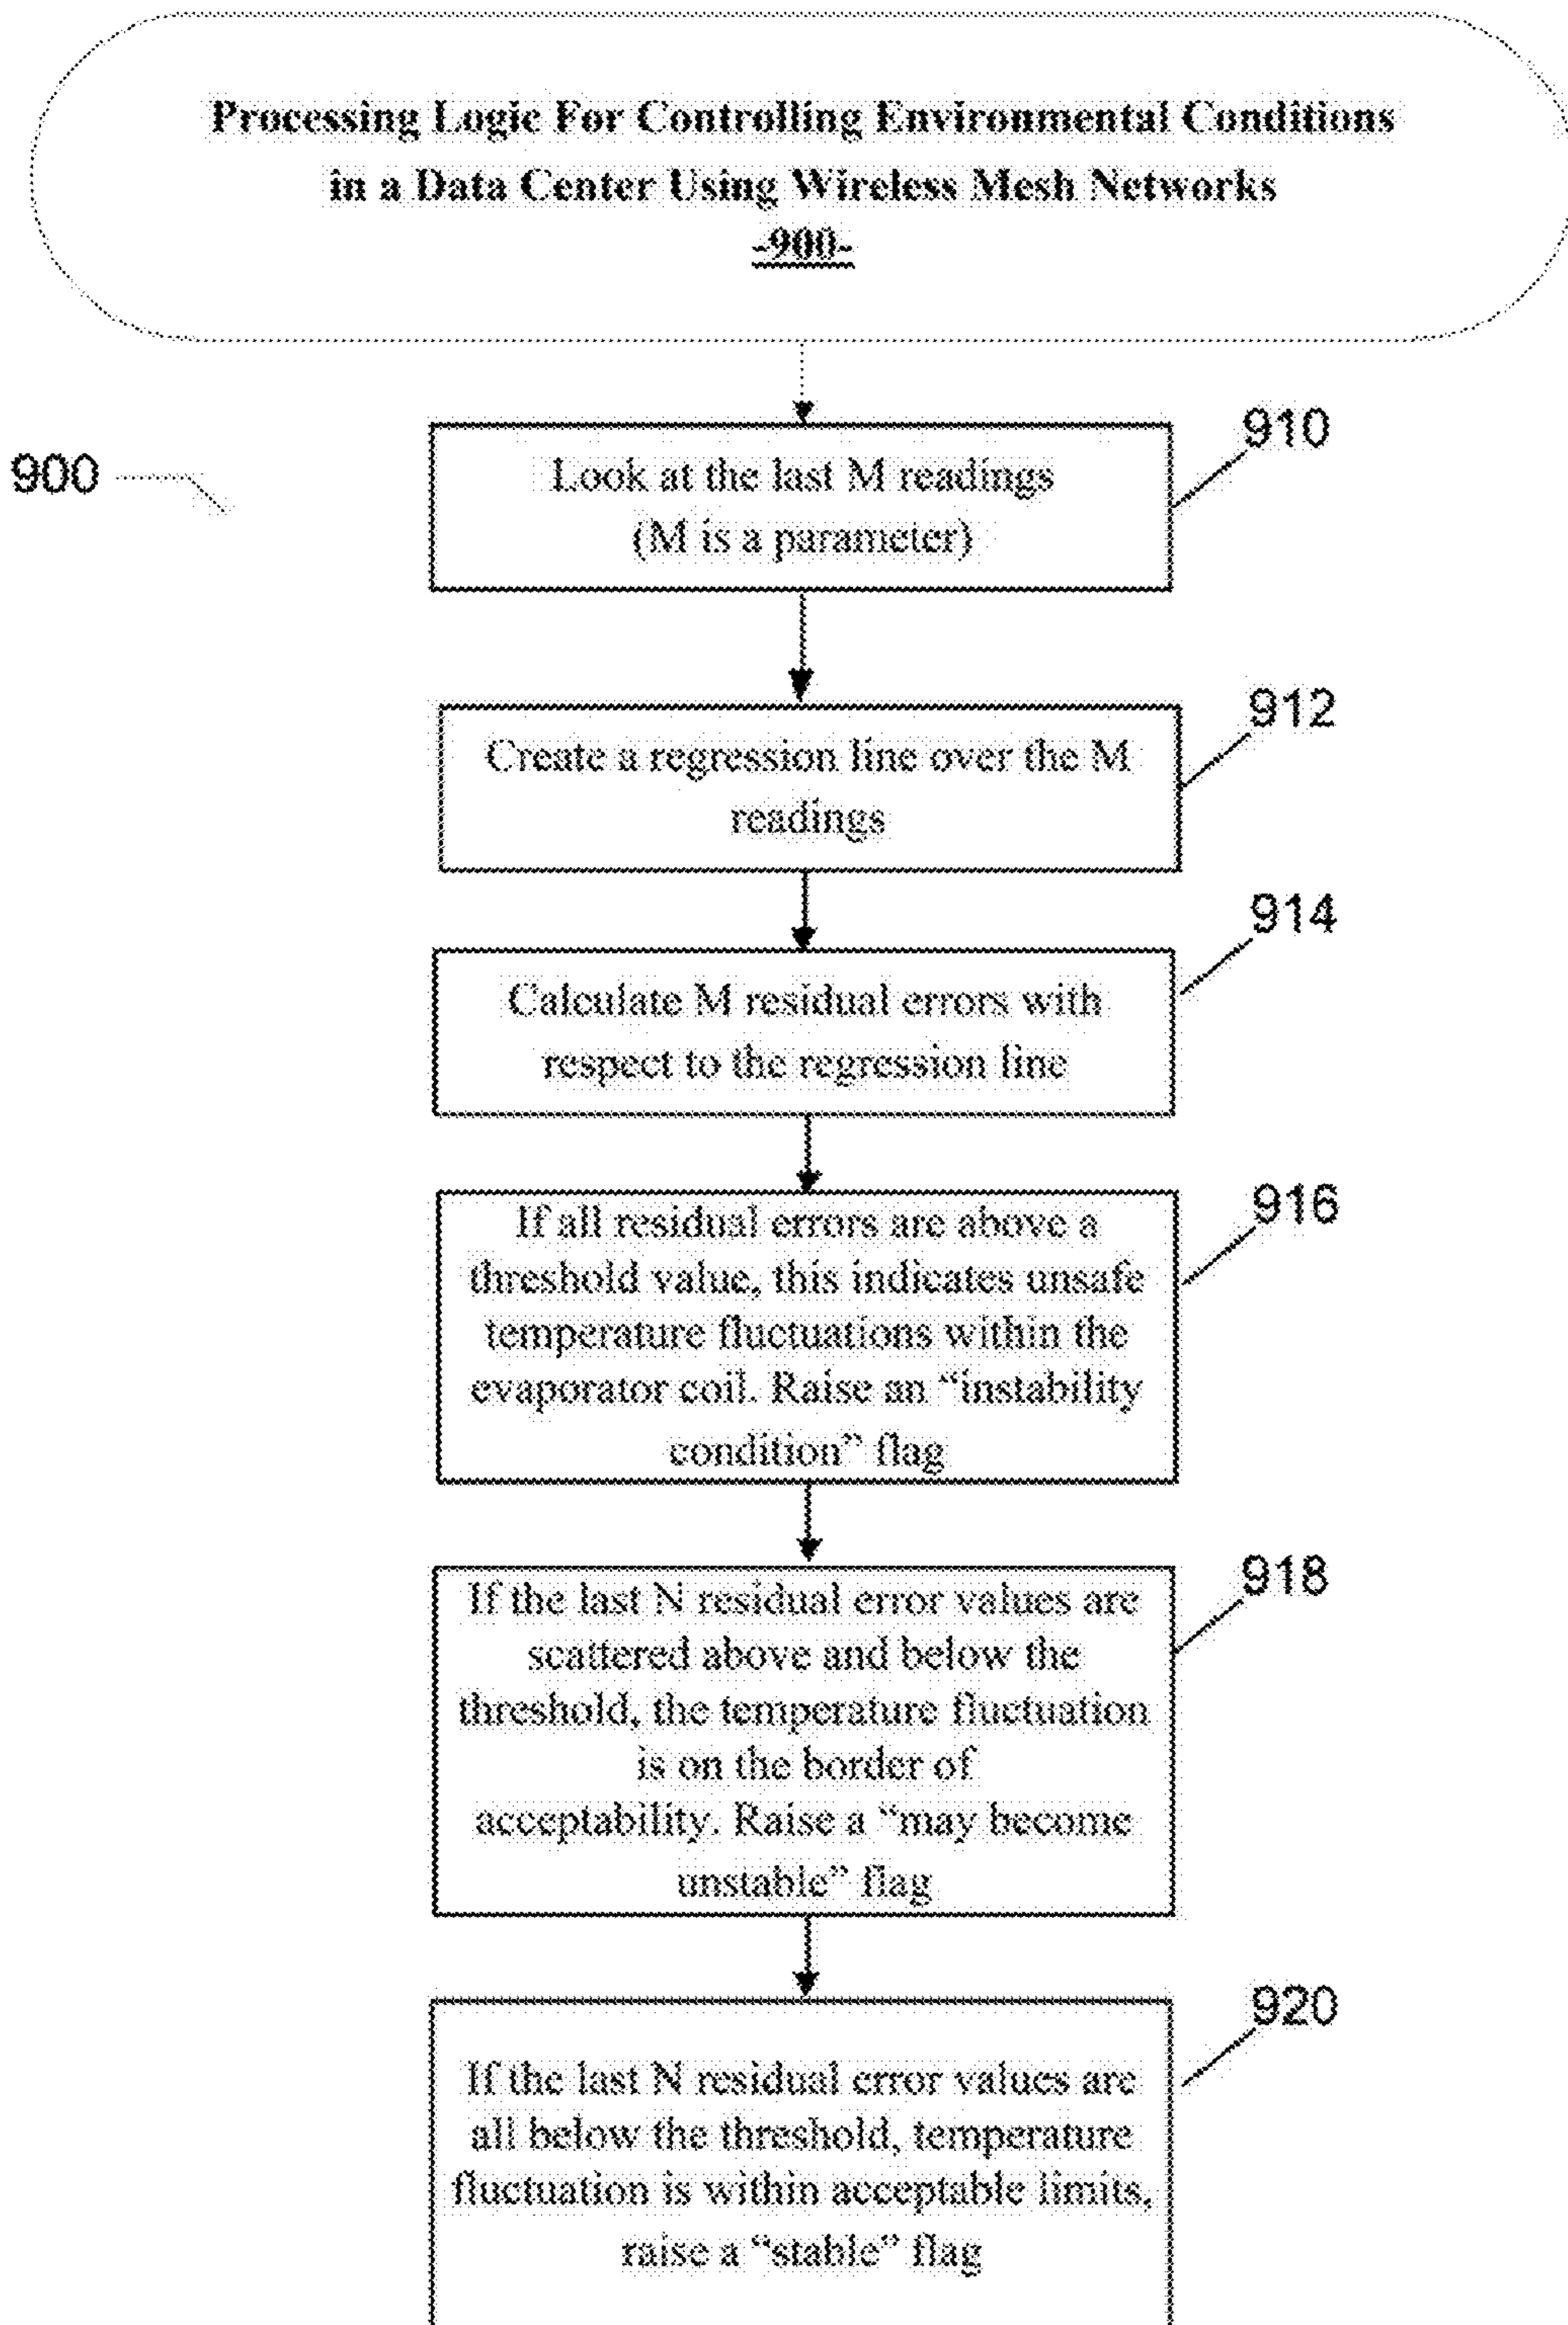 Processing Logic For Controlling Environmental Conditions
in a Data Center Using Wireless Mesh Networks
-900-
900
910
Look at the last M readings
(M is a parameter)
912
Create a regression line over the M
readings
914
Calculate M residual errors with
respect to the regression line
916
If all residual errors are above a
threshold value, this indicates unsafe
temperature fluctuations within the
evaporator coil. Raise an “instability
condition” flag
918
If the last N residual error values are
scattered above and below the
threshold, the temperature fluctuation
is on the border of
acceptability. Raise a “may become
unstable” flag
920
If the last N residual error values are
all below the threshold, temperature
fluctuation is within acceptable limits,
raise a “stable” flag